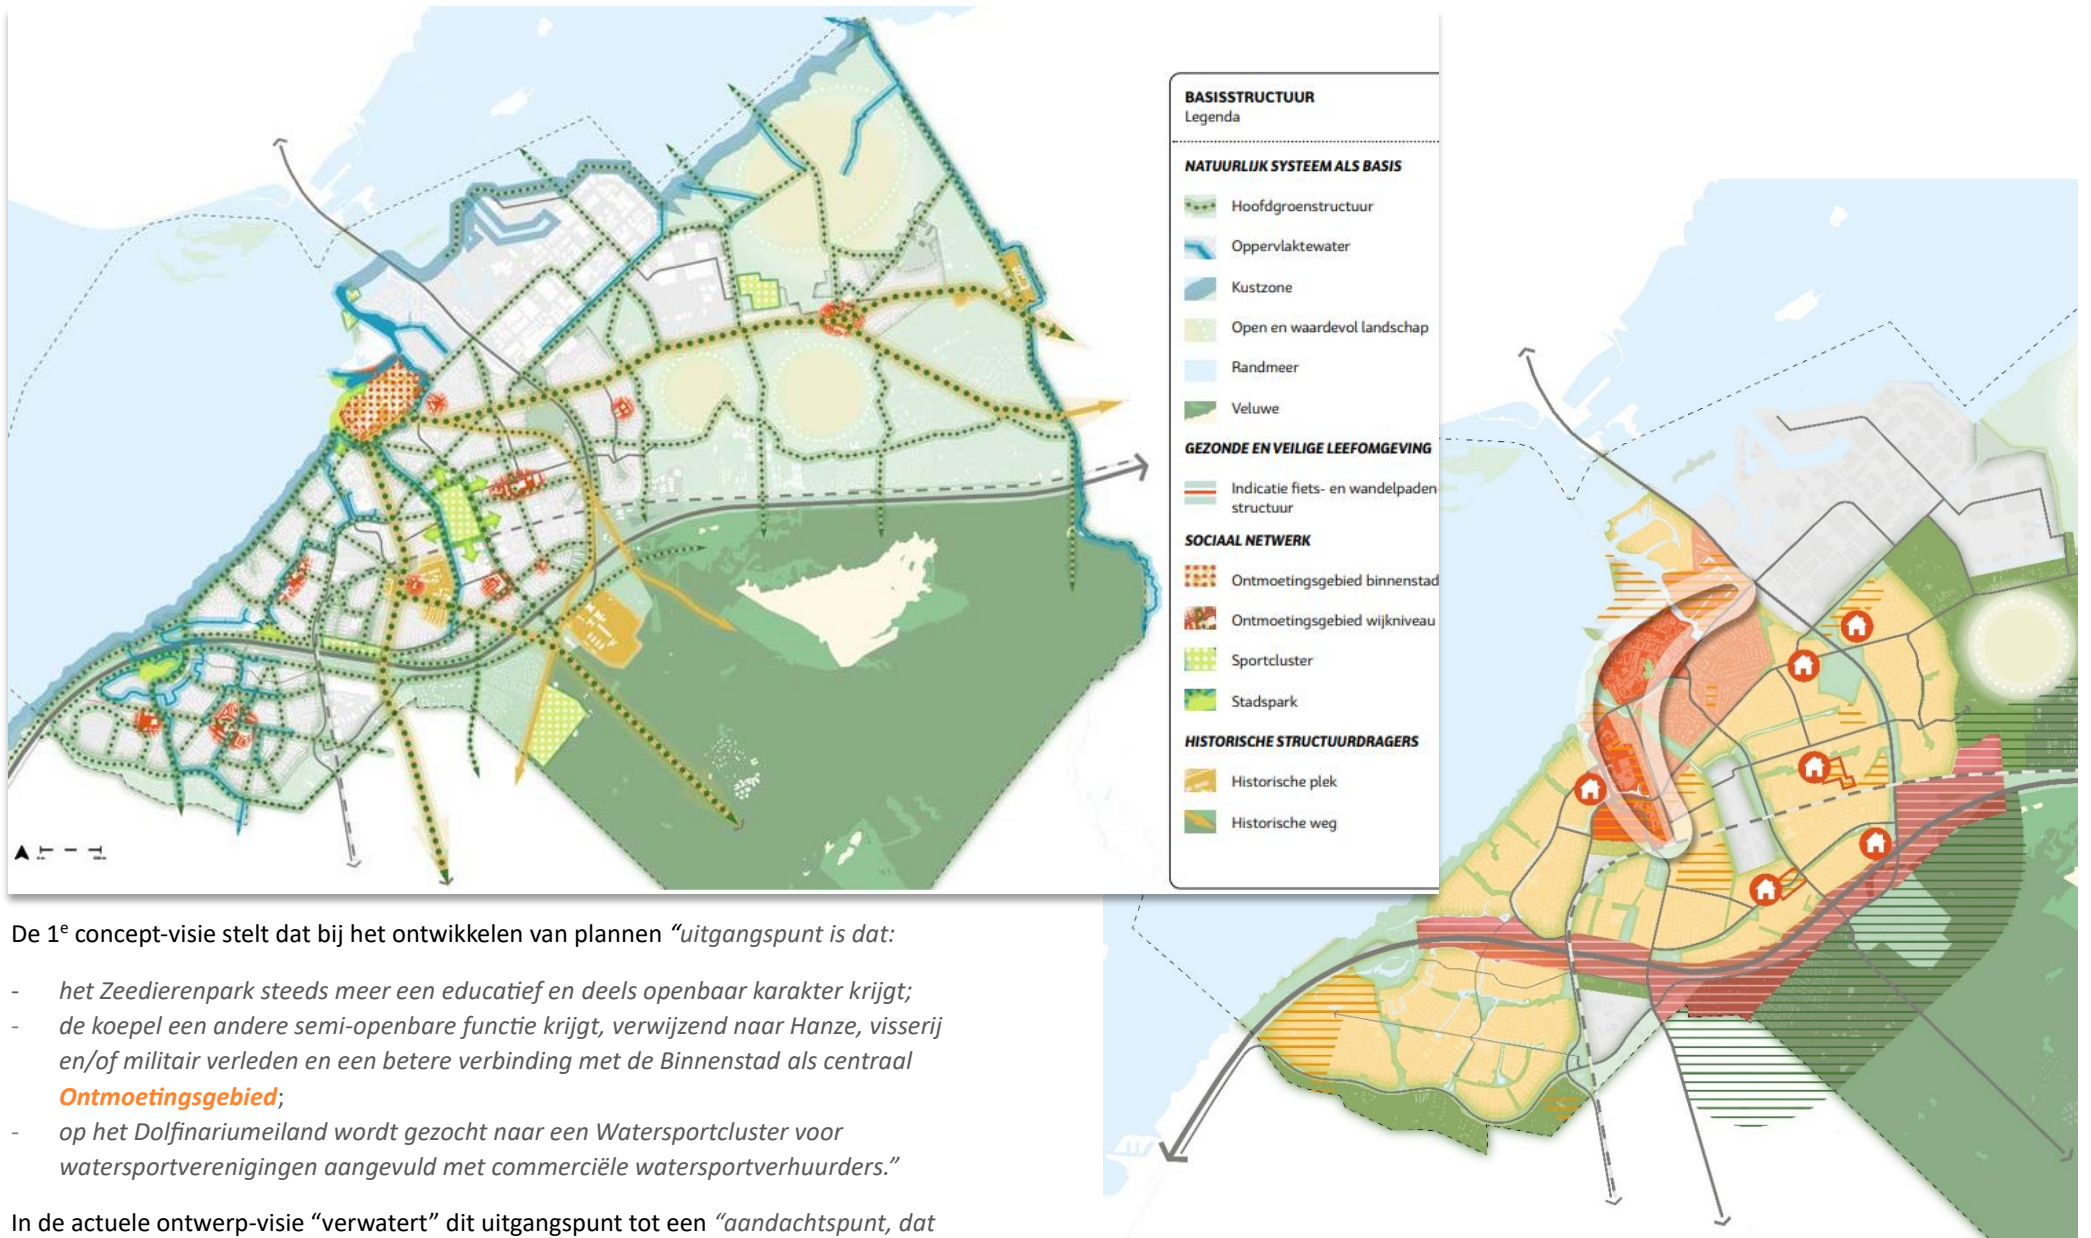 BASISSTRUCTUUR
Legenda
NATUURLIJK SYSTEEM ALS BASIS
Hoofdgroenstructuur
Oppervlaktewater
Kustzone
Open en waardevol landschap
Randmeer
Veluwe
GEZONDE EN VEILIGE LEEFOMGEVING
Indicatie fiets- en wandelpaden-
structuur
SOCIAAL NETWERK
Ontmoetingsgebied binnenstad
Ontmoetingsgebied wijkniveau
Sportcluster
Stadspark
HISTORISCHE STRUCTUURDRAGERS
Historische plek
Historische weg
De 1e concept-visie stelt dat bij het ontwikkelen van plannen “uitgangspunt is dat:
- het Zeedierenpark steeds meer een educatief en deels openbaar karakter krijgt;
- de koepel een andere semi-openbare functie krijgt, verwijzend naar Hanze, visserij
en/of militair verleden en een betere verbinding met de Binnenstad als centraal
Ontmoetingsgebied;
- op het Dolfinariumeiland wordt gezocht naar een Watersportcluster voor
watersportverenigingen aangevuld met commerciële watersportverhuurders.”
In de actuele ontwerp-visie “verwatert” dit uitgangspunt tot een “aandachtspunt, dat